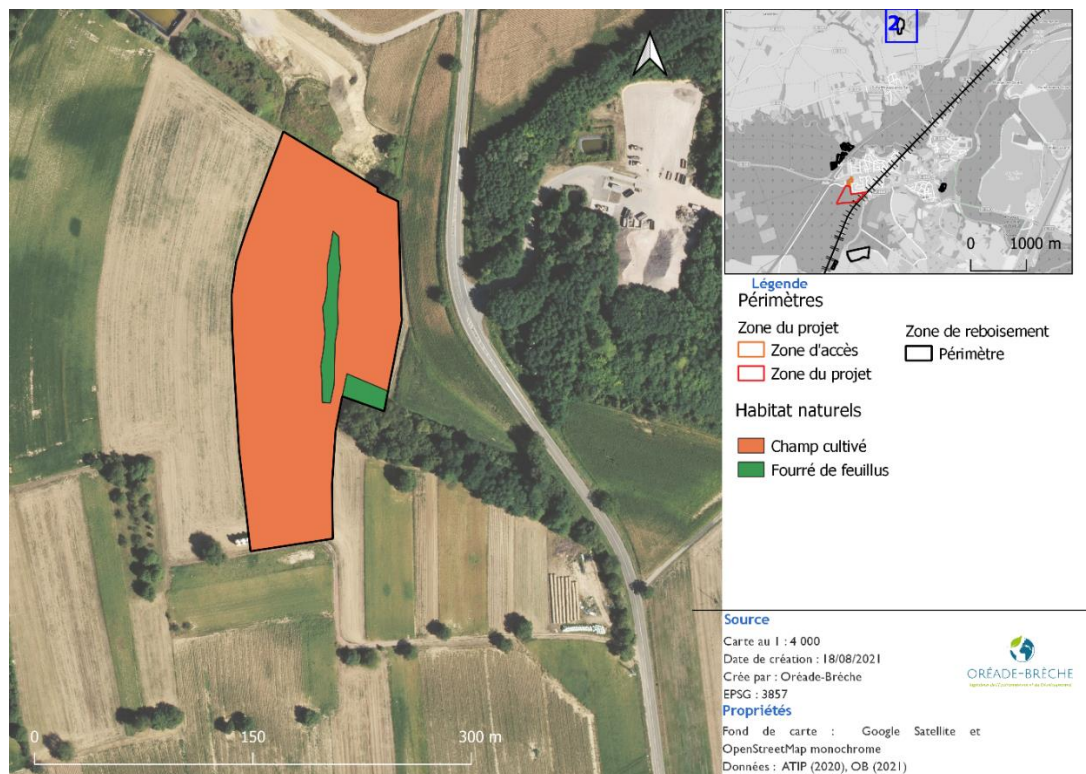 2
0 1000 m
Légende
Périmètres
Zone du projet
Zone d'accès
Zone du projet
Zone de reboisement
Périmètre
Habitat naturels
Champ cultivé
Fourré de feuillus
0 150 300 m
Source
Carte au 1 : 4 000
Date de création : 18/08/2021
Crée par : Oréade-Brèche
EPSG : 3857
Propriétés
Fond de carte : Google Satellite et
OpenStreetMap monochrome
Données : ATIP (2020), OB (2021)
ORÉADE-BRÈCHE